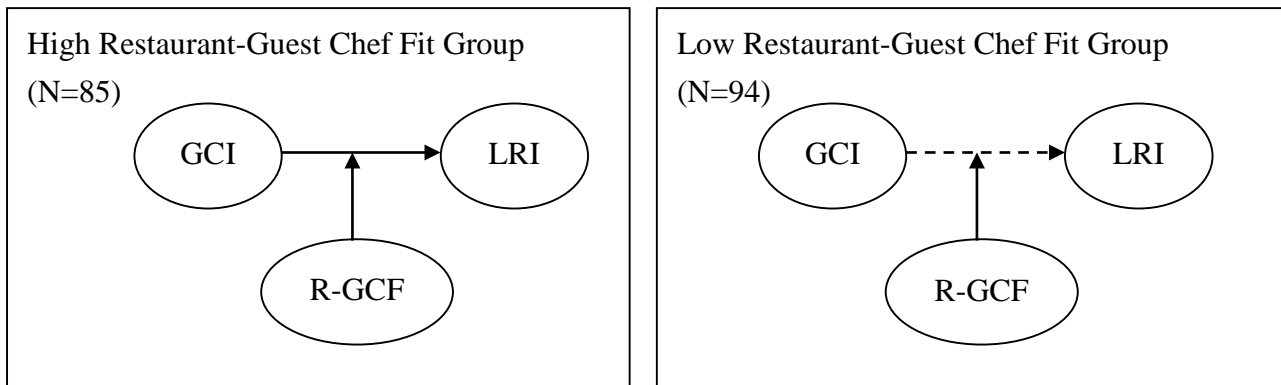 High Restaurant-Guest Chef Fit Group
(N=85)
GCI
LRI
R-GCF
Low Restaurant-Guest Chef Fit Group
(N=94)
GCI
LRI
R-GCF